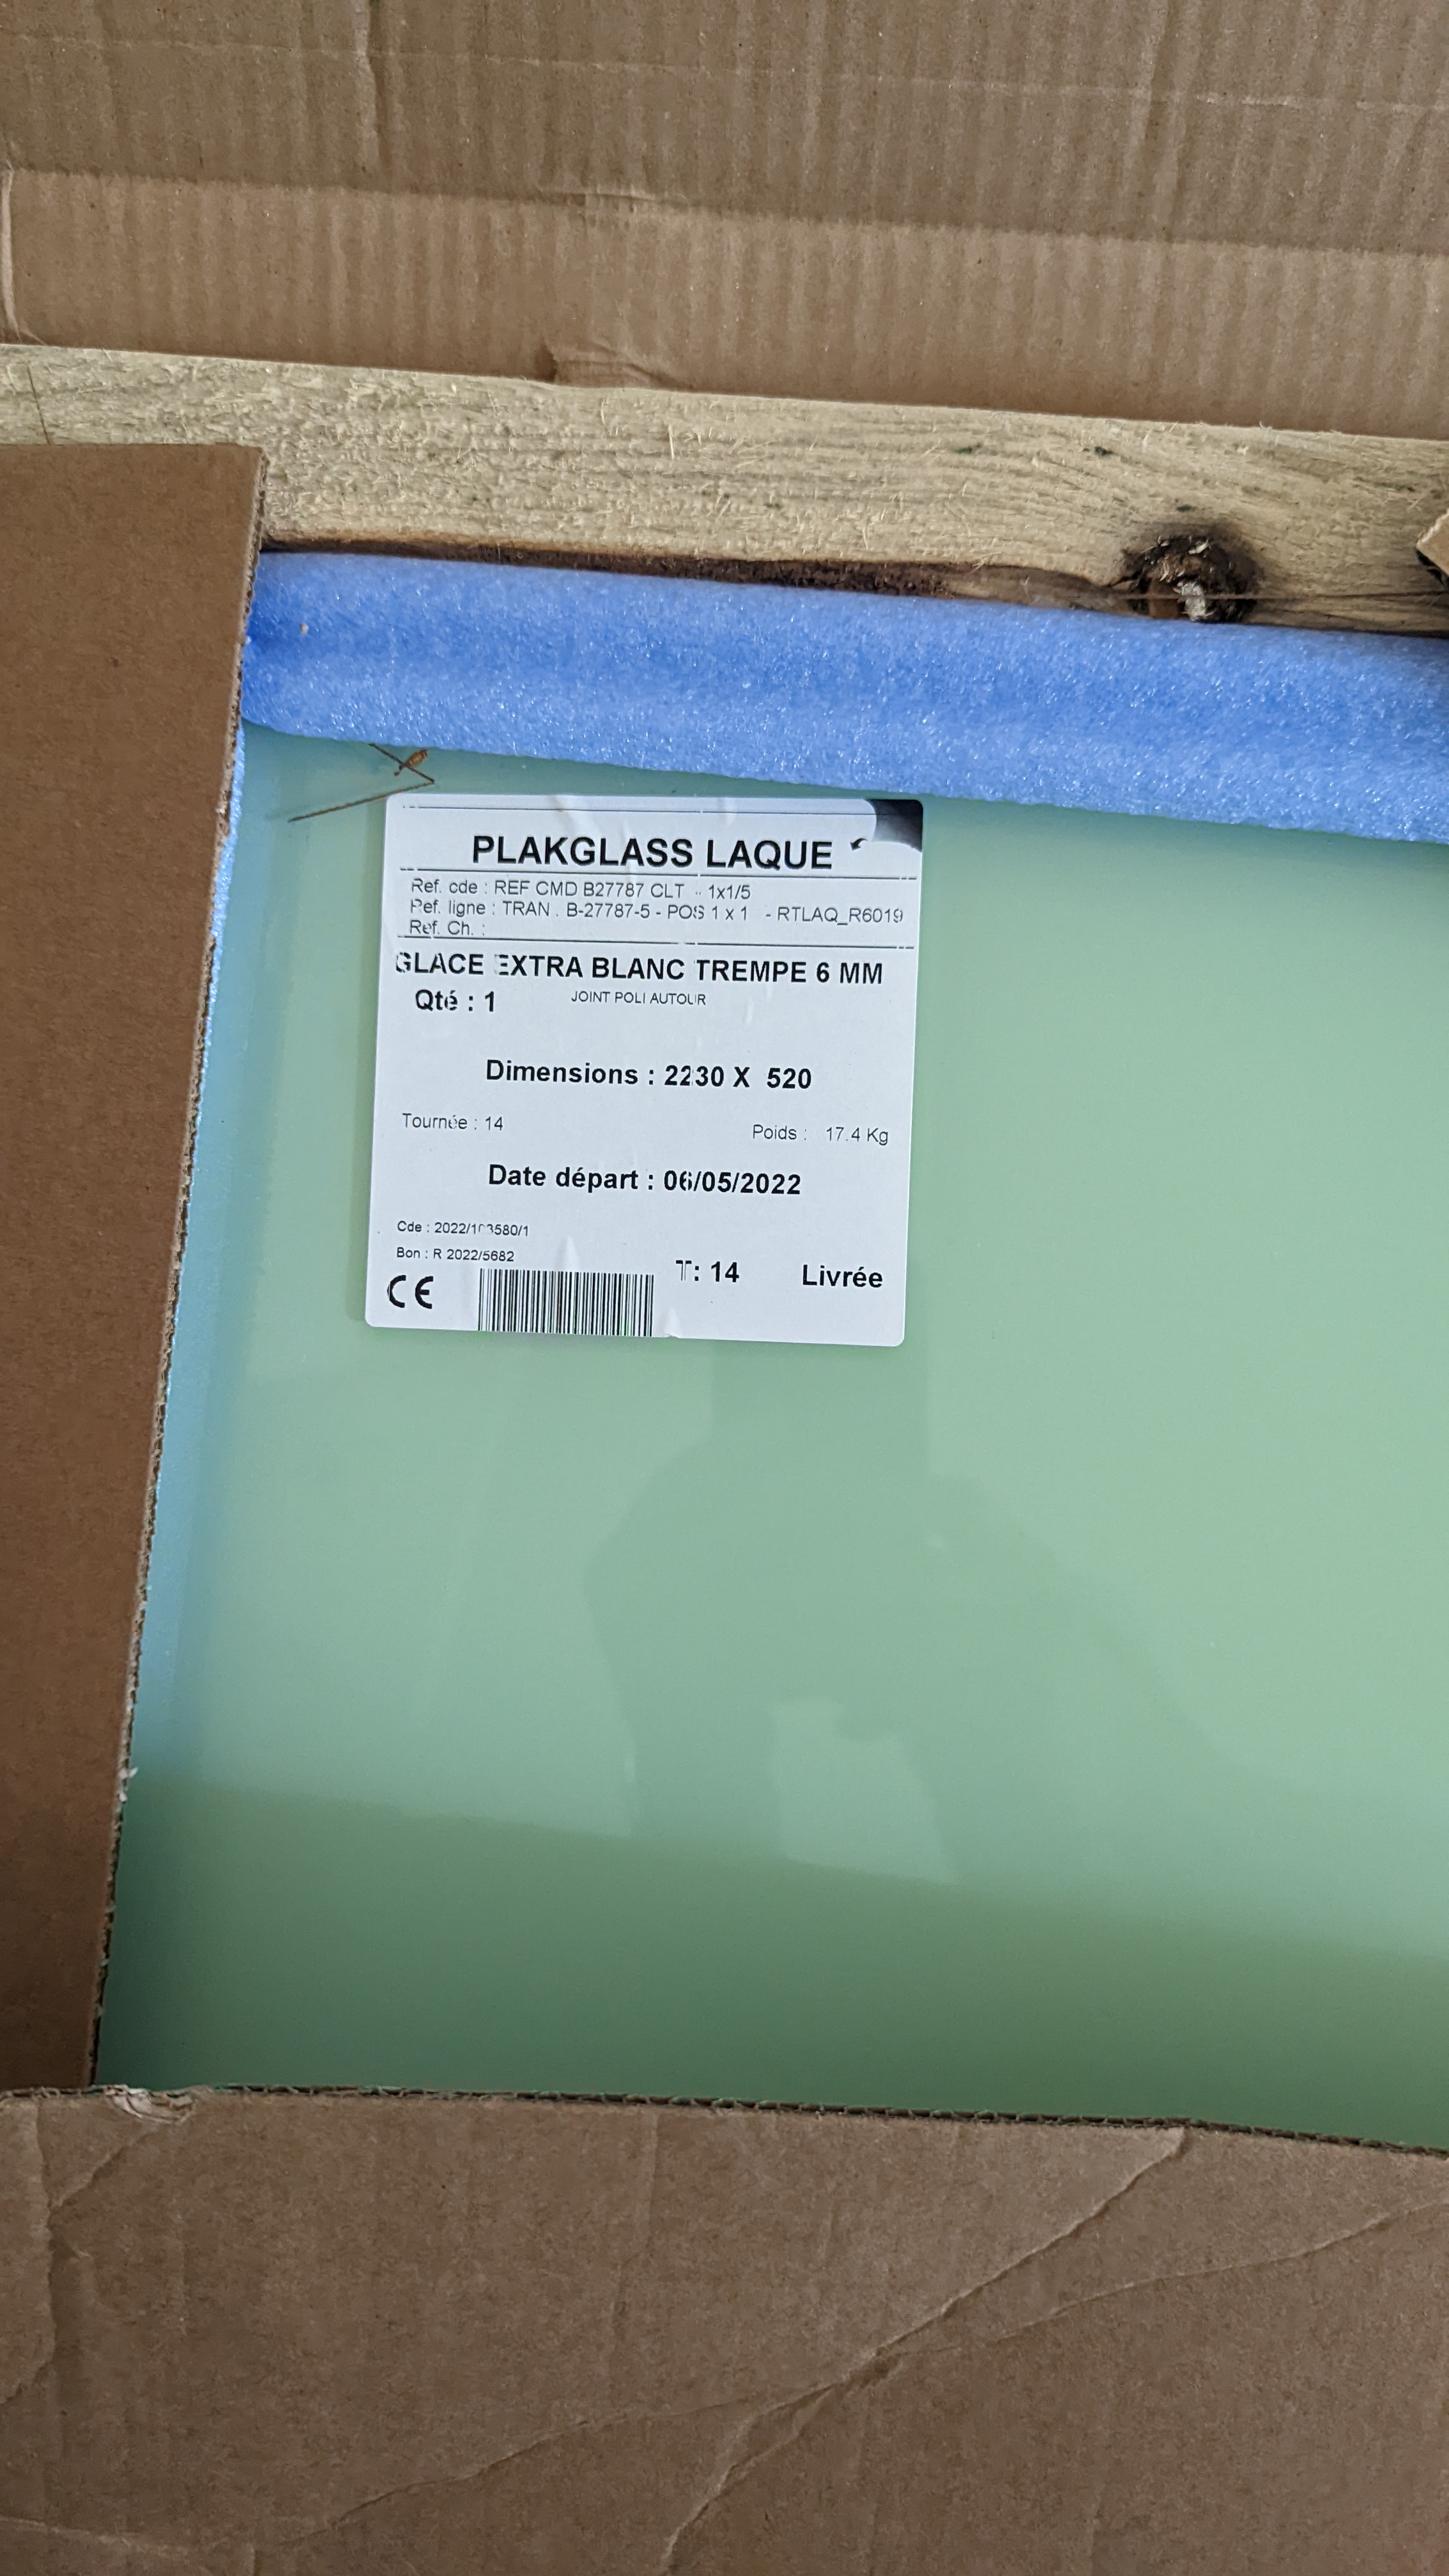 PLAKGLASS LAQUE
Ref. cde : REF CMD B27787 CLT - 1x1/5
Ref. ligne : TRAN . B-27787-5 - POS 1 x 1 - RTLAQ_R6019
Ref. Ch. :
GLACE EXTRA BLANC TREMPE 6 MM
Qté : 1 JOINT POLI AUTOUR
Dimensions : 2230 X 520
Tournée : 14 Poids : 17.4 Kg
Date départ : 06/05/2022
Cde :
Bon : R 2022/5682
CE T: 14 Livrée